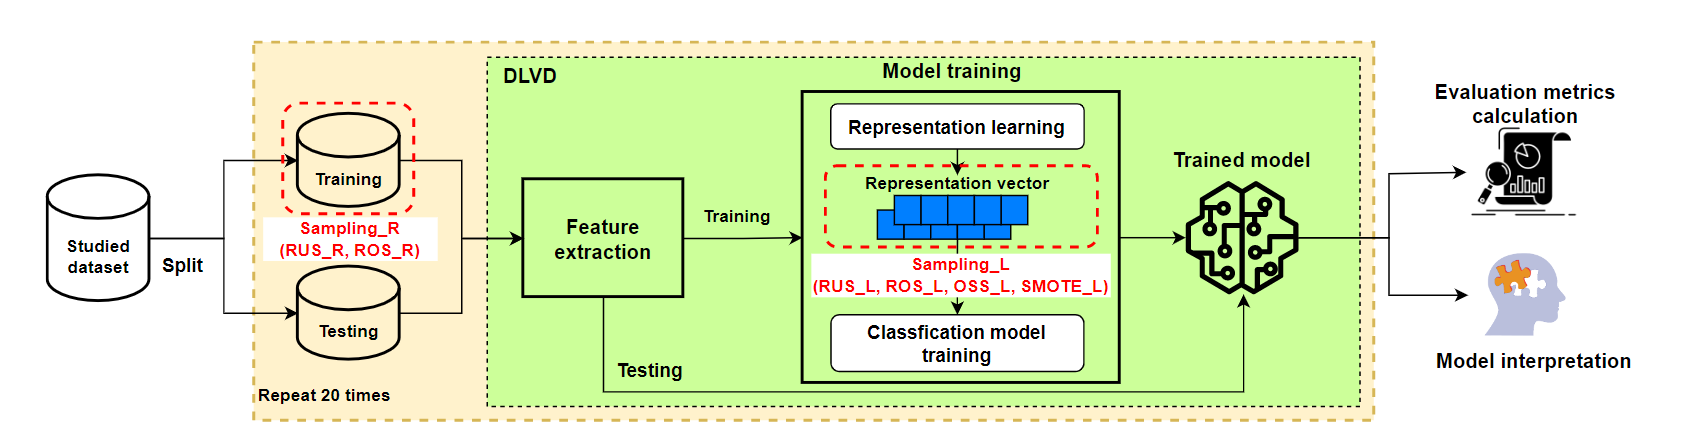 Studied
dataset
Split
Training
Sampling_R
(RUS_R, ROS_R)
Testing
Repeat 20 times
DLVD
Feature
extraction
Training
Testing
Model training
Representation learning
Representation vector
Sampling_L
(RUS_L, ROS_L, OSS_L, SMOTE_L)
Classfication model
training
Trained model
Evaluation metrics
calculation
Model interpretation